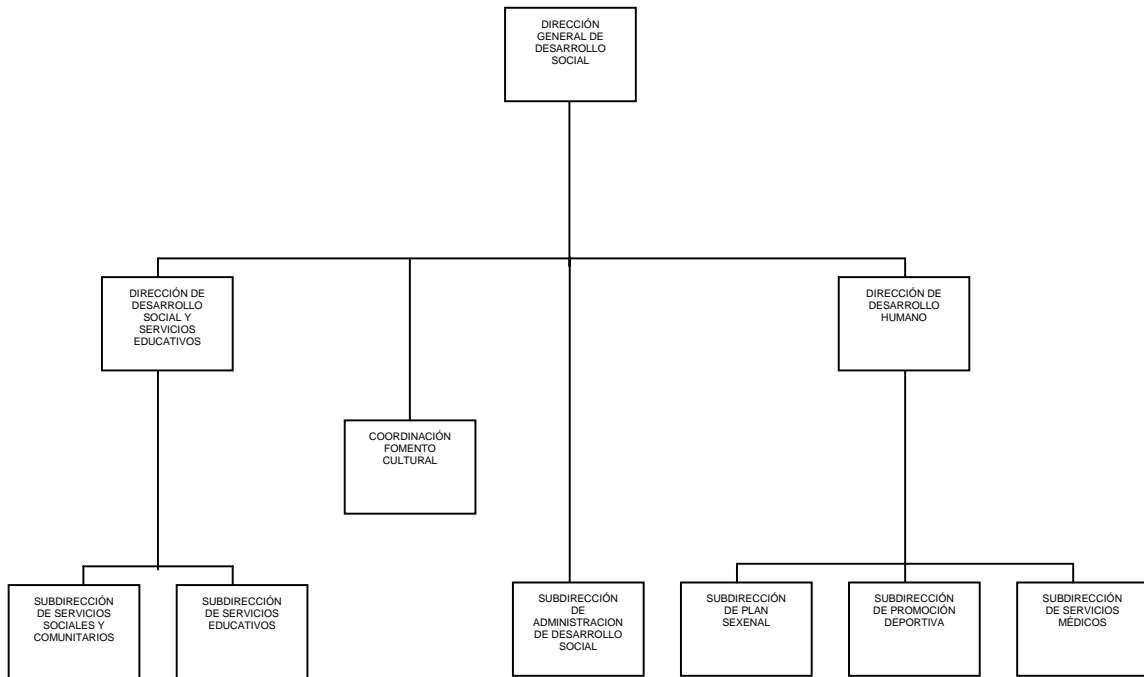 DIRECCIÓN
GENERAL DE
DESARROLLO
SOCIAL
DIRECCIÓN DE
DESARROLLO
SOCIAL Y
SERVICIOS
EDUCATIVOS
DIRECCIÓN DE
DESARROLLO
HUMANO
COORDINACIÓN
FOMENTO
CULTURAL
SUBDIRECCIÓN
DE SERVICIOS
SOCIALES Y
COMUNITARIOS
SUBDIRECCIÓN
DE SERVICIOS
EDUCATIVOS
SUBDIRECCIÓN
DE
ADMINISTRACION
DE DESARROLLO
SOCIAL
SUBDIRECCIÓN
DE PLAN
SEXENAL
SUBDIRECCIÓN
DE PROMOCIÓN
DEPORTIVA
SUBDIRECCIÓN
DE SERVICIOS
MÉDICOS